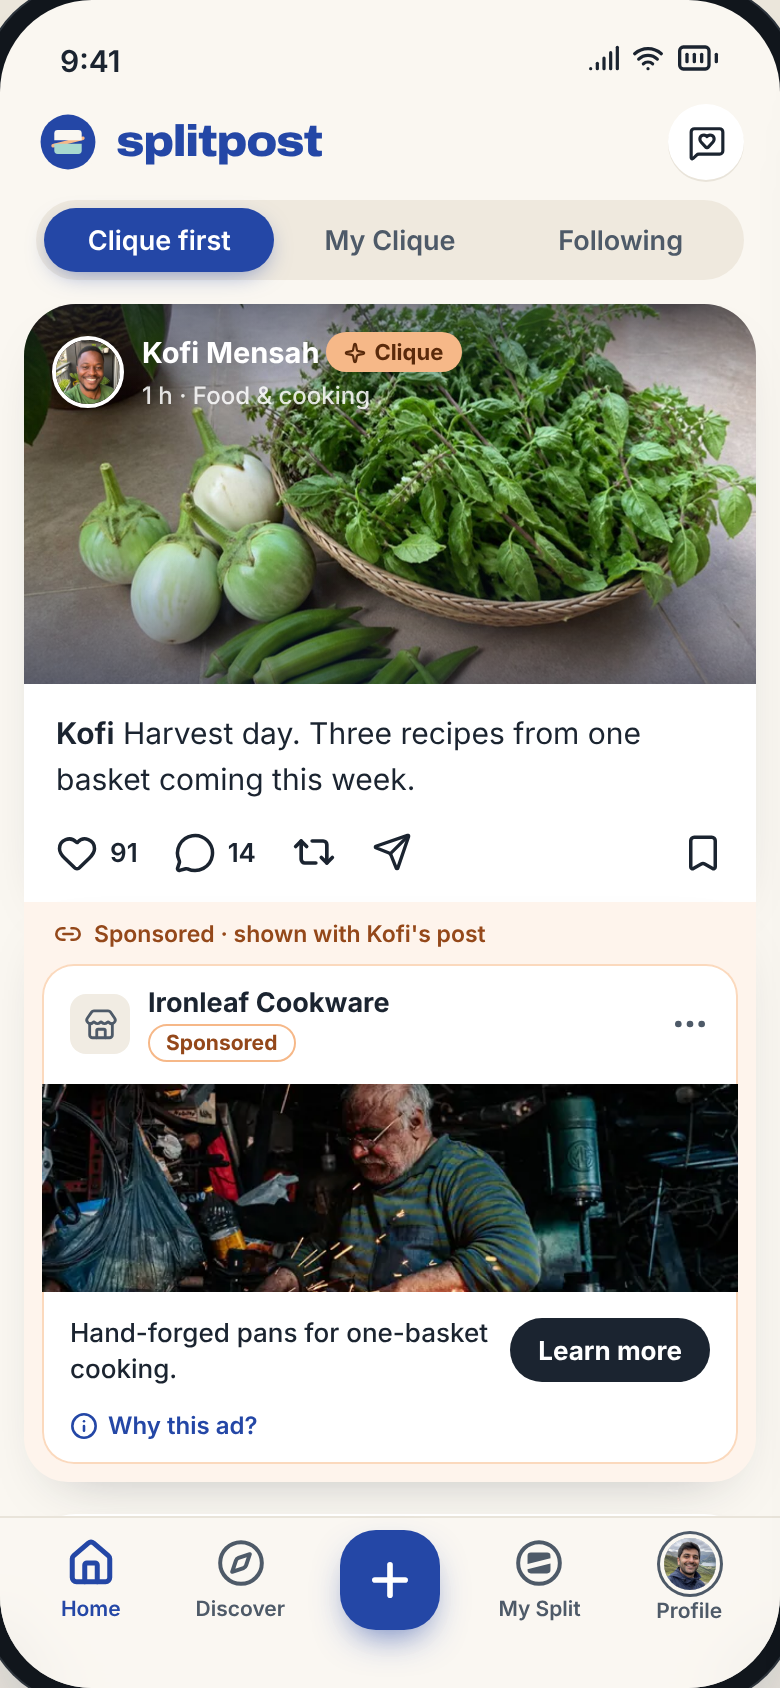 9:41
splitpost
Clique first
My Clique
Following
Kofi Mensah
Clique
1 h · Food & cooking
Kofi Harvest day. Three recipes from one
basket coming this week.
91
14
Sponsored · shown with Kofi's post
Ironleaf Cookware
Sponsored
Hand-forged pans for one-basket
cooking.
Learn more
Why this ad?
Home
Discover
My Split
Profile